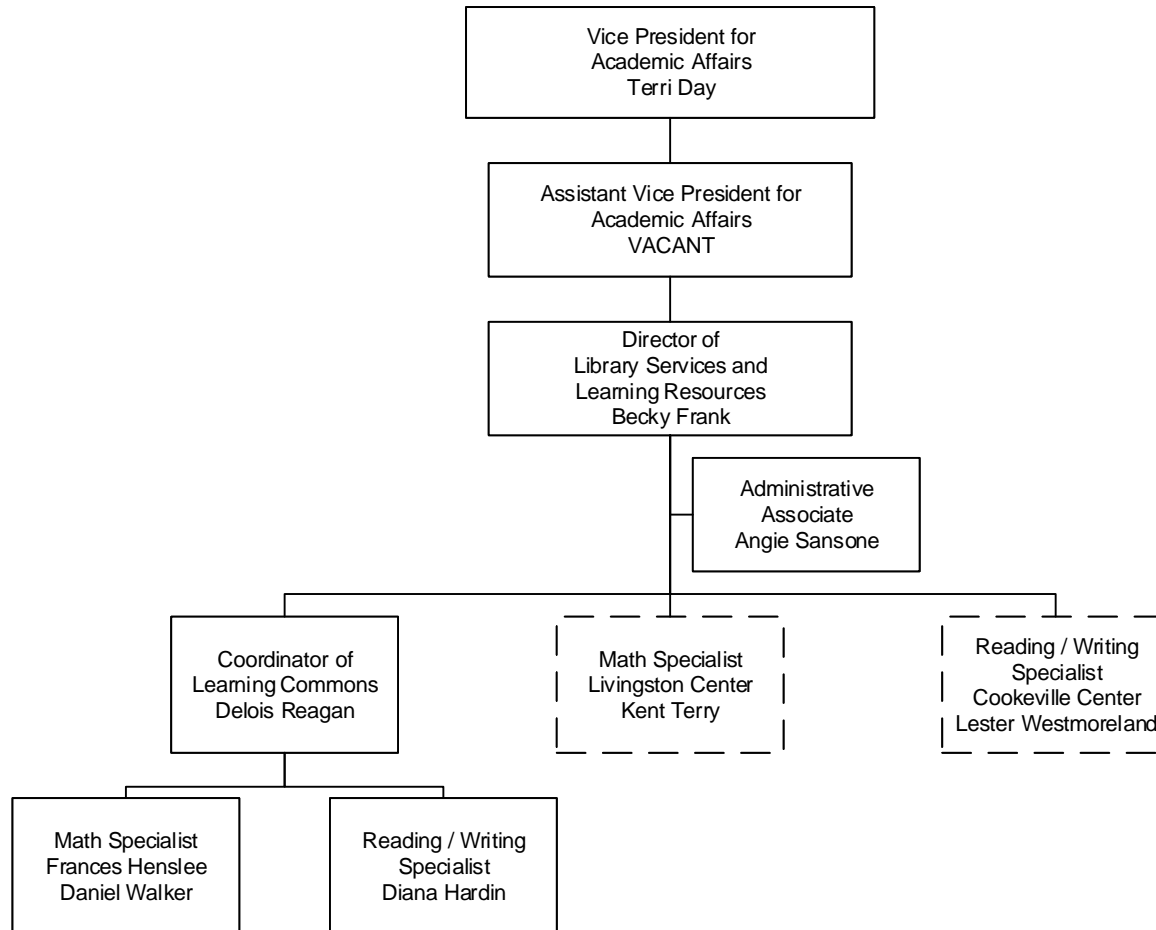 Vice President for
Academic Affairs
Terri Day
Assistant Vice President for
Academic Affairs
VACANT
Director of
Library Services and
Learning Resources
Becky Frank
Administrative
Associate
Angie Sansone
Coordinator of
Learning Commons
Delois Reagan
Math Specialist
Livingston Center
Kent Terry
Reading / Writing
Specialist
Cookeville Center
Lester Westmoreland
Math Specialist
Frances Henslee
Daniel Walker
Reading / Writing
Specialist
Diana Hardin